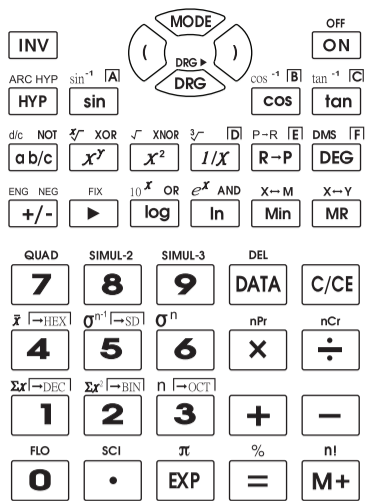 MODE OFF
INV ( ) ON
DRG ▶
ARC HYP sin⁻¹ A DRG cos⁻¹ B tan⁻¹ C
HYP sin cos tan
d/c NOT ˣ√ XOR √ XNOR ³√ D P→R E DMS F
a b/c Xʸ X² 1/X R→P DEG
ENG NEG FIX 10ˣ OR eˣ AND X↔M X↔Y
+/- ▶ log ln Min MR
QUAD SIMUL-2 SIMUL-3 DEL
7 8 9 DATA C/CE
x̄ →HEX σⁿ⁻¹ →SD σⁿ nPr nCr
4 5 6 × ÷
Σx →DEC Σx² →BIN n →OCT
1 2 3 + −
FLO SCI π % n!
0 • EXP = M+